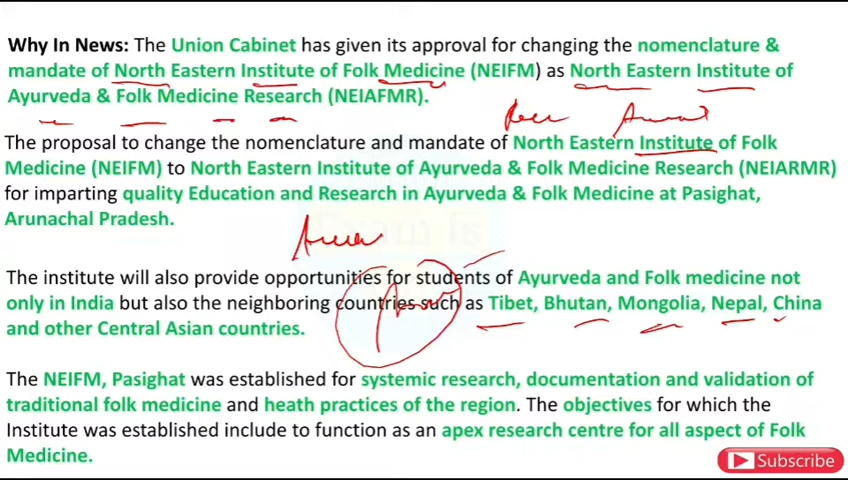 Why In News: The Union Cabinet has given its approval for changing the nomenclature &
mandate of North Eastern Institute of Folk Medicine (NEIFM) as North Eastern Institute of
Ayurveda & Folk Medicine Research (NEIAFMR).
The proposal to change the nomenclature and mandate of North Eastern Institute of Folk
Medicine (NEIFM) to North Eastern Institute of Ayurveda & Folk Medicine Research (NEIARMR)
for imparting quality Education and Research in Ayurveda & Folk Medicine at Pasighat,
Arunachal Pradesh.
The institute will also provide opportunities for students of Ayurveda and Folk medicine not
only in India but also the neighboring countries such as Tibet, Bhutan, Mongolia, Nepal, China
and other Central Asian countries.
The NEIFM, Pasighat was established for systemic research, documentation and validation of
traditional folk medicine and heath practices of the region. The objectives for which the
Institute was established include to function as an apex research centre for all aspect of Folk
Medicine.
Subscribe